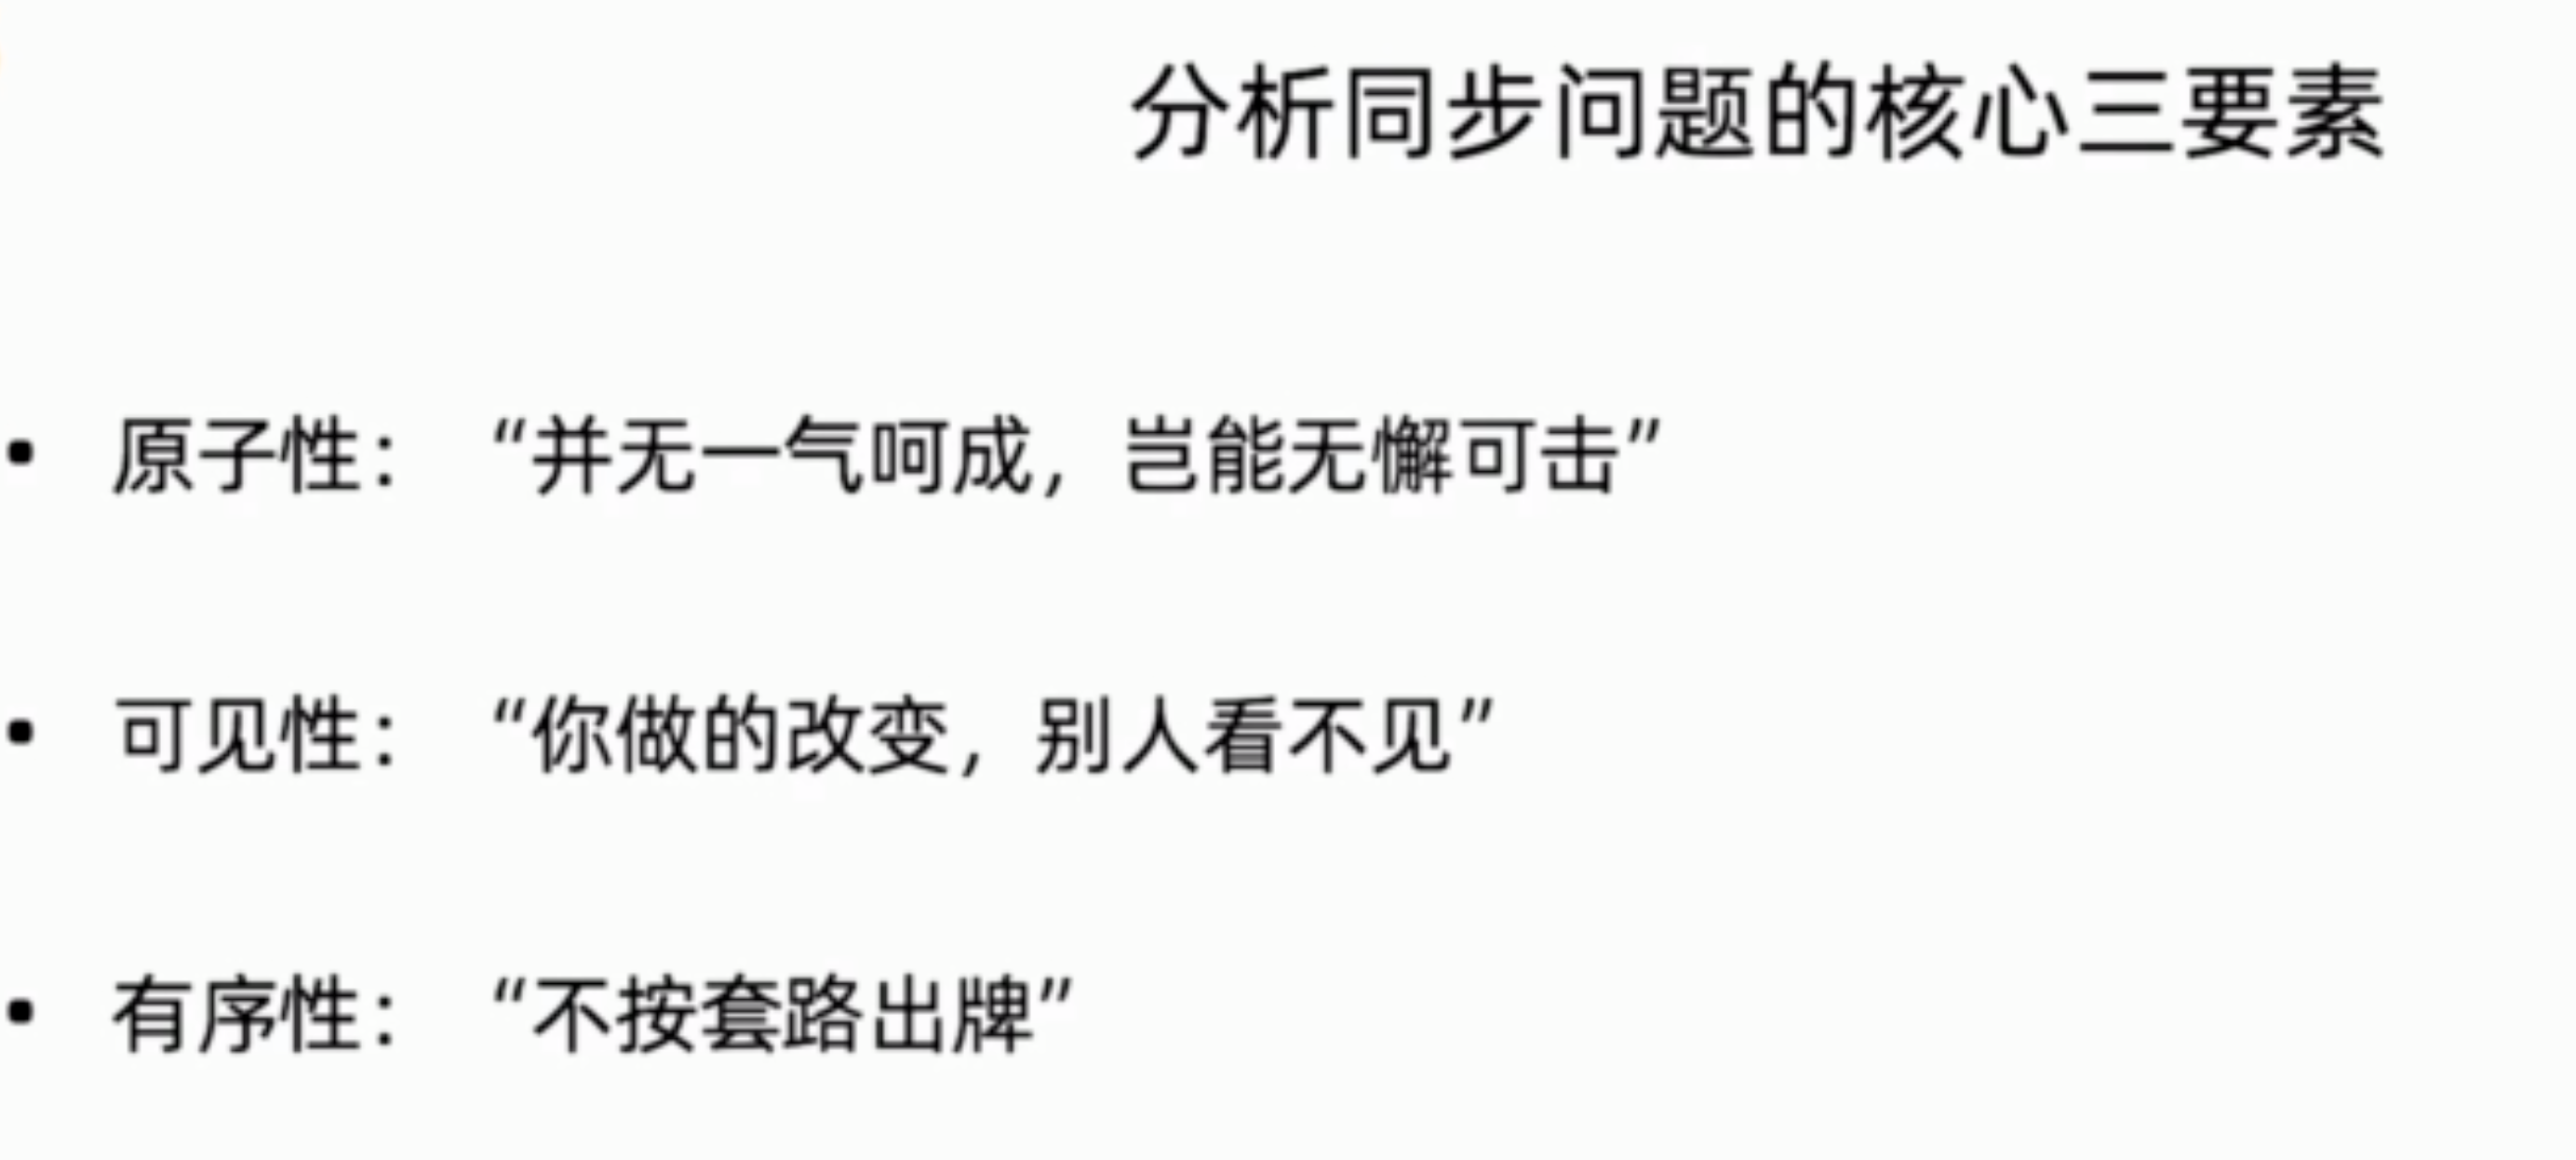 分析同步问题的核心三要素
• 原子性：“并无一气呵成，岂能无懈可击”
• 可见性：“你做的改变，别人看不见”
• 有序性：“不按套路出牌”